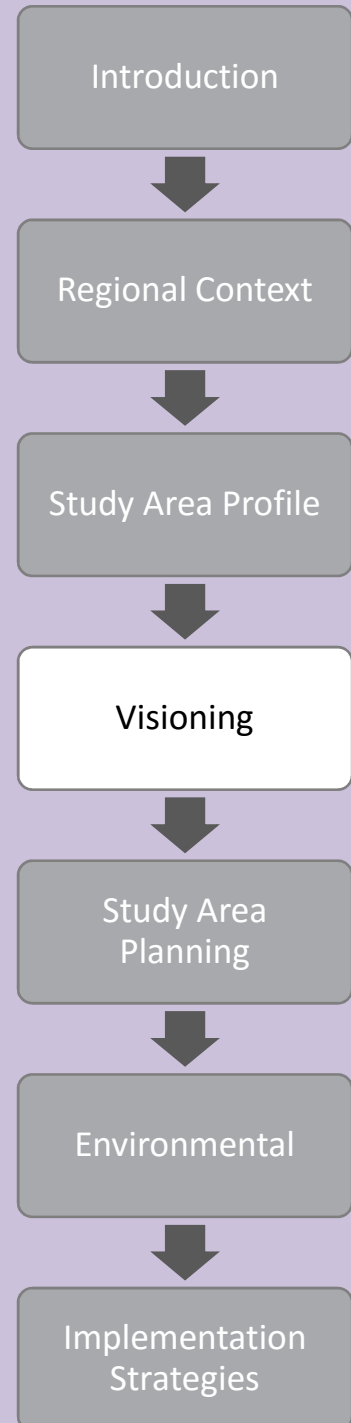 Introduction
Regional Context
Study Area Profile
Visioning
Study Area
Planning
Environmental
Implementation
Strategies